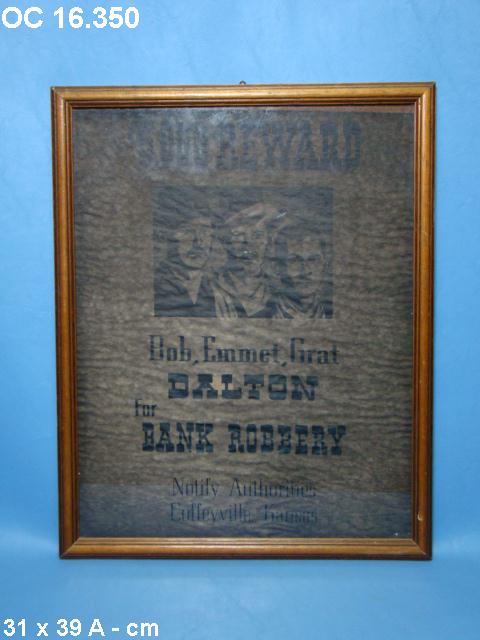 OC 16.350
REWARD
Bob, Emmet, Grat
DALTON
for
BANK ROBBERY
Notify Authorities
Coffeyville, Kansas
31 x 39 A - cm